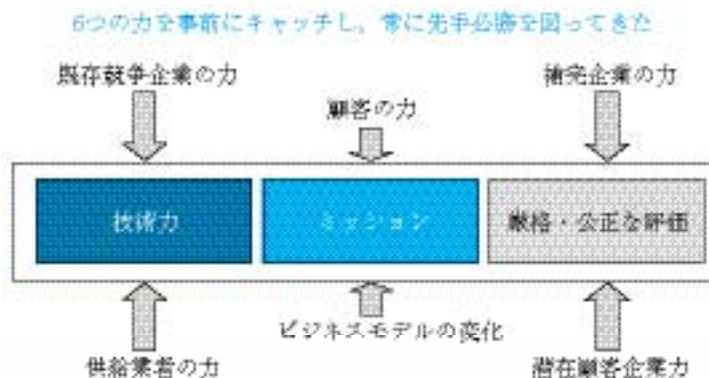 6つの力を事前にキャッチし、常に先手必勝を図ってきた
既存競争企業の力
顧客の力
補完企業の力
技術力
ミッション
厳格・公正な評価
供給業者の力
ビジネスモデルの変化
潜在顧客企業力